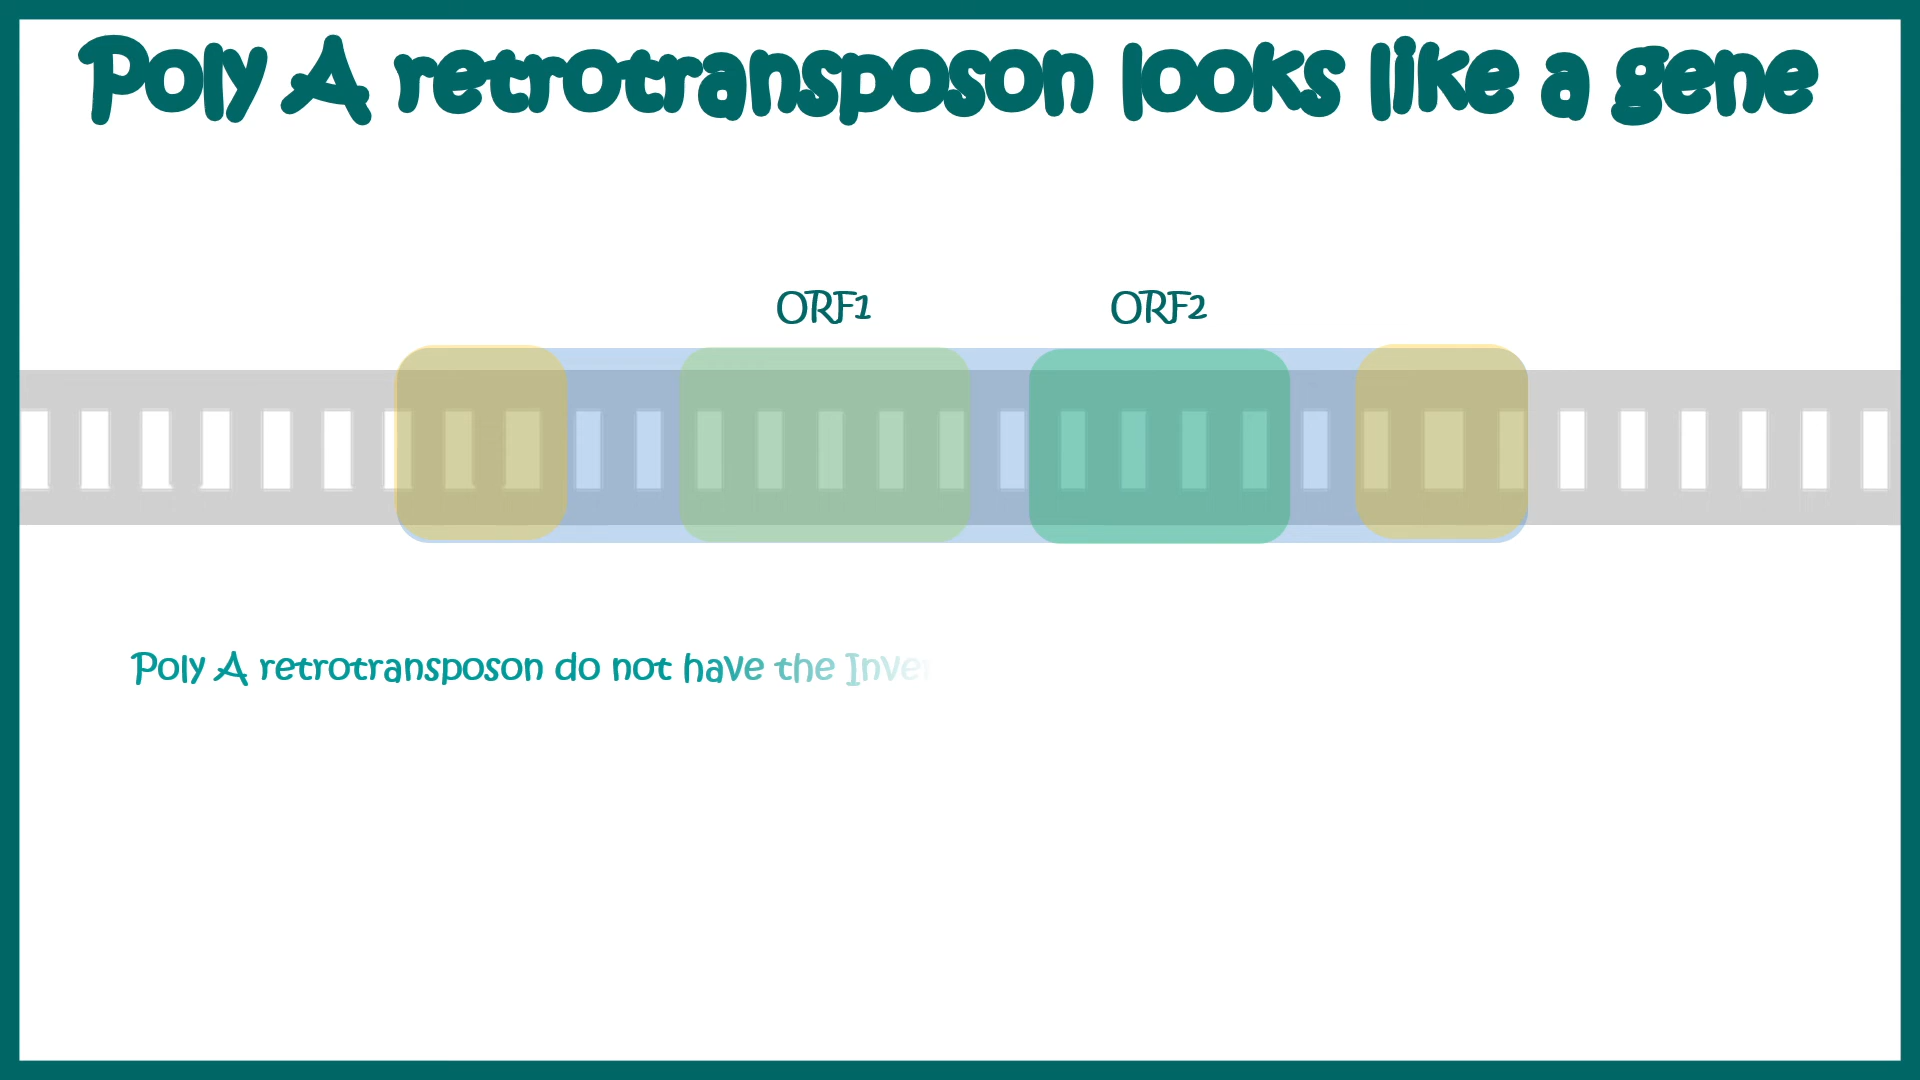 Poly A retrotransposon looks like a gene
ORF1 ORF2
Poly A retrotransposon do not have the